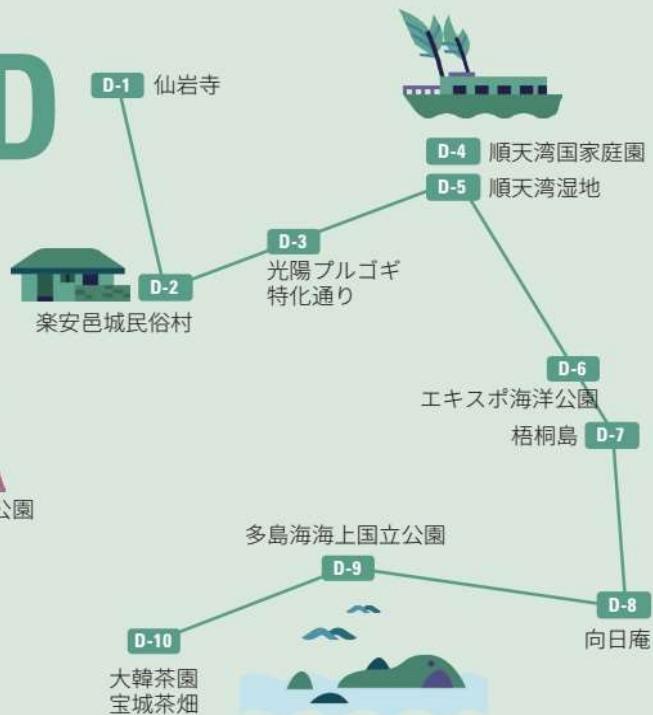 D
D-1 仙岩寺
D-4 順天湾国家庭園
D-5 順天湾湿地
D-3
光陽プルゴギ
特化通り
D-2
楽安邑城民俗村
D-6
エキスポ海洋公園
梧桐島 D-7
公園
多島海海上国立公園
D-9
D-8
向日庵
D-10
大韓茶園
宝城茶畑